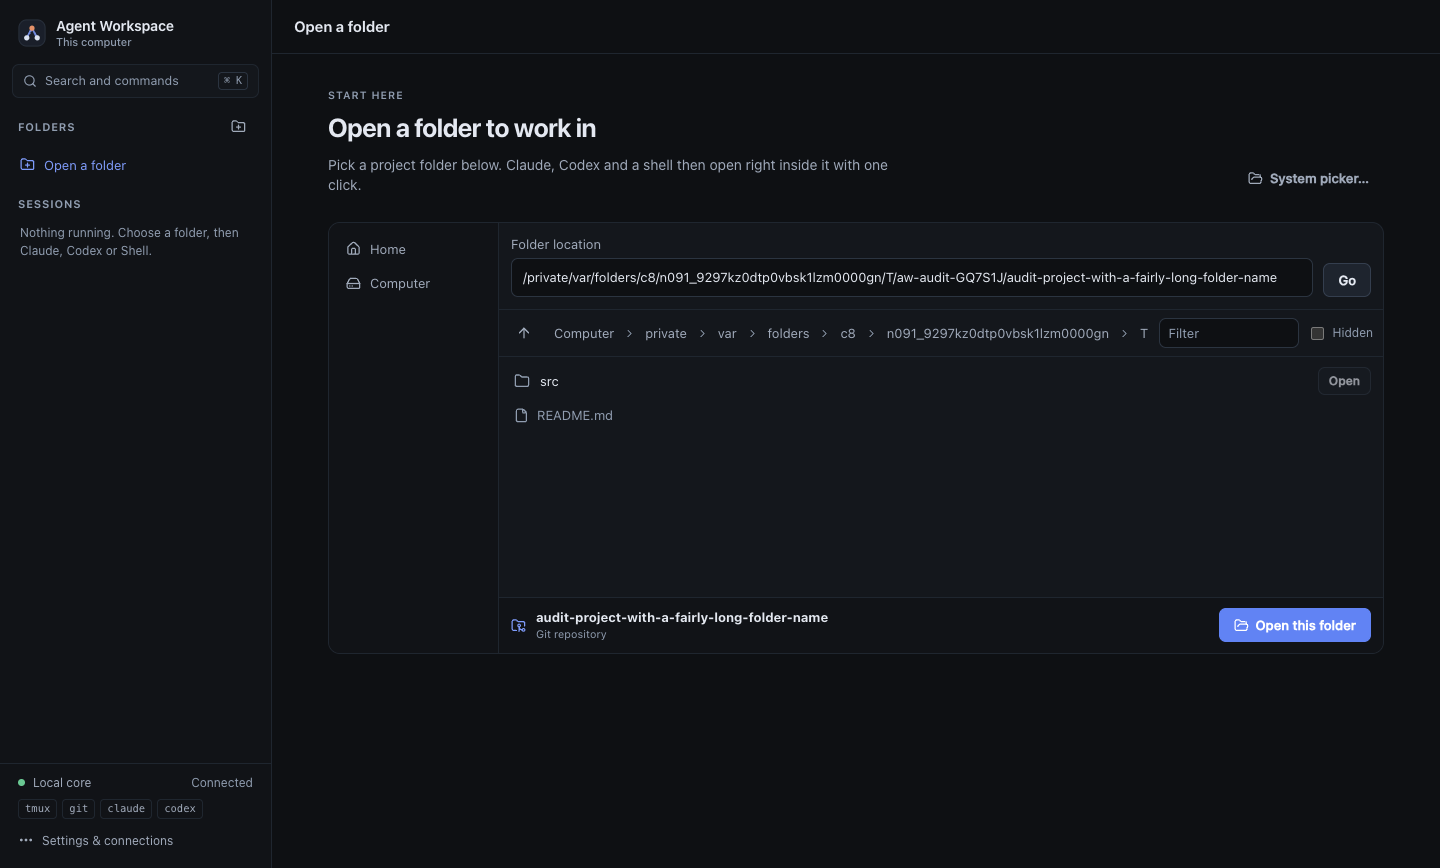 Agent Workspace
This computer
Search and commands
⌘ K
FOLDERS
Open a folder
SESSIONS
Nothing running. Choose a folder, then
Claude, Codex or Shell.
Local core
Connected
tmux git claude codex
Settings & connections
Open a folder
START HERE
Open a folder to work in
Pick a project folder below. Claude, Codex and a shell then open right inside it with one
click.
System picker...
Home
Computer
Folder location
/private/var/folders/c8/n091_9297kz0dtp0vbsk1lzm0000gn/T/aw-audit-GQ7S1J/audit-project-with-a-fairly-long-folder-name
Go
Computer > private > var > folders > c8 > n091_9297kz0dtp0vbsk1lzm0000gn > T
Filter
Hidden
src
Open
README.md
audit-project-with-a-fairly-long-folder-name
Git repository
Open this folder